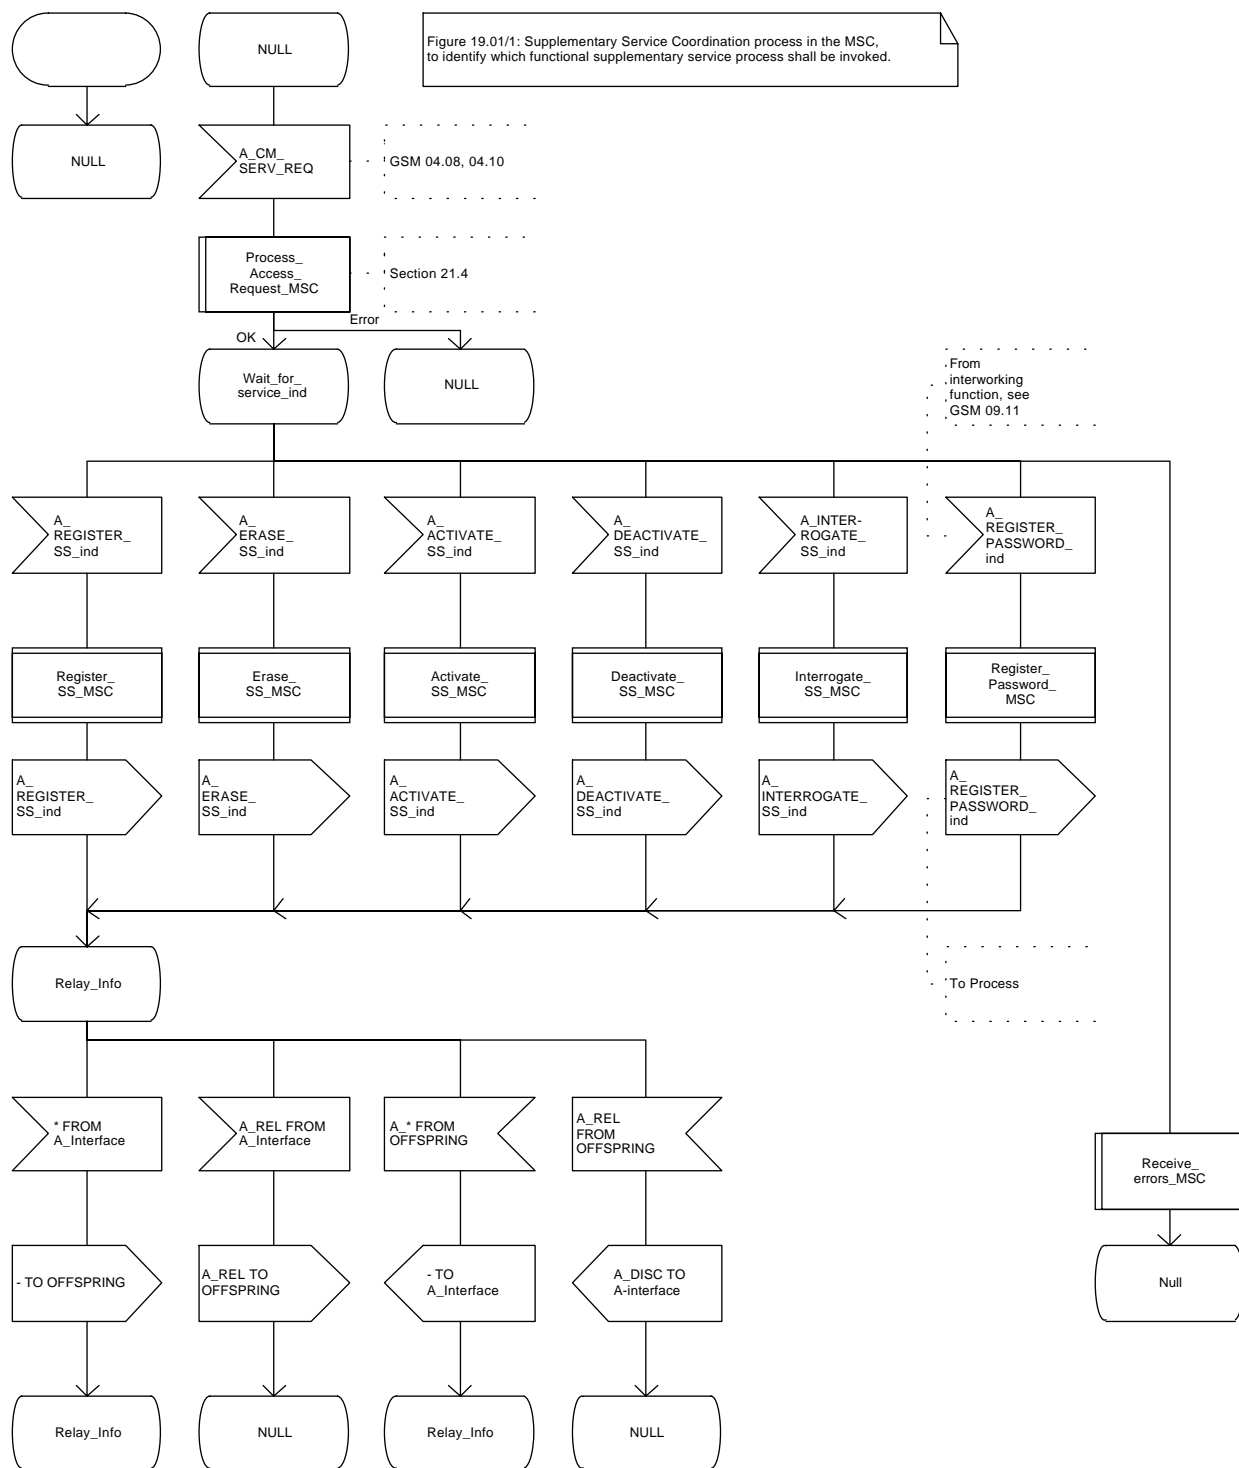 NULL
Figure 19.01/1: Supplementary Service Coordination process in the MSC,
to identify which functional supplementary service process shall be invoked.
NULL
A_CM_
SERV_REQ
GSM 04.08, 04.10
Process_
Access_
Request_MSC
Section 21.4
Error
OK
Wait_for_
service_ind
NULL
From
interworking
function, see
GSM 09.11
A_
REGISTER_
SS_ind
A_
ERASE_
SS_ind
A_
ACTIVATE_
SS_ind
A_
DEACTIVATE_
SS_ind
A_INTER-
ROGATE_
SS_ind
A_
REGISTER_
PASSWORD_
ind
Register_
SS_MSC
Erase_
SS_MSC
Activate_
SS_MSC
Deactivate_
SS_MSC
Interrogate_
SS_MSC
Register_
Password_
MSC
A_
REGISTER_
SS_ind
A_
ERASE_
SS_ind
A_
ACTIVATE_
SS_ind
A_
DEACTIVATE_
SS_ind
A_
INTERROGATE_
SS_ind
A_
REGISTER_
PASSWORD_
ind
Relay_Info
To Process
* FROM
A_Interface
A_REL FROM
A_Interface
A_* FROM
OFFSPRING
A_REL
FROM
OFFSPRING
Receive_
errors_MSC
- TO OFFSPRING
A_REL TO
OFFSPRING
- TO
A_Interface
A_DISC TO
A-interface
Null
Relay_Info
NULL
Relay_Info
NULL